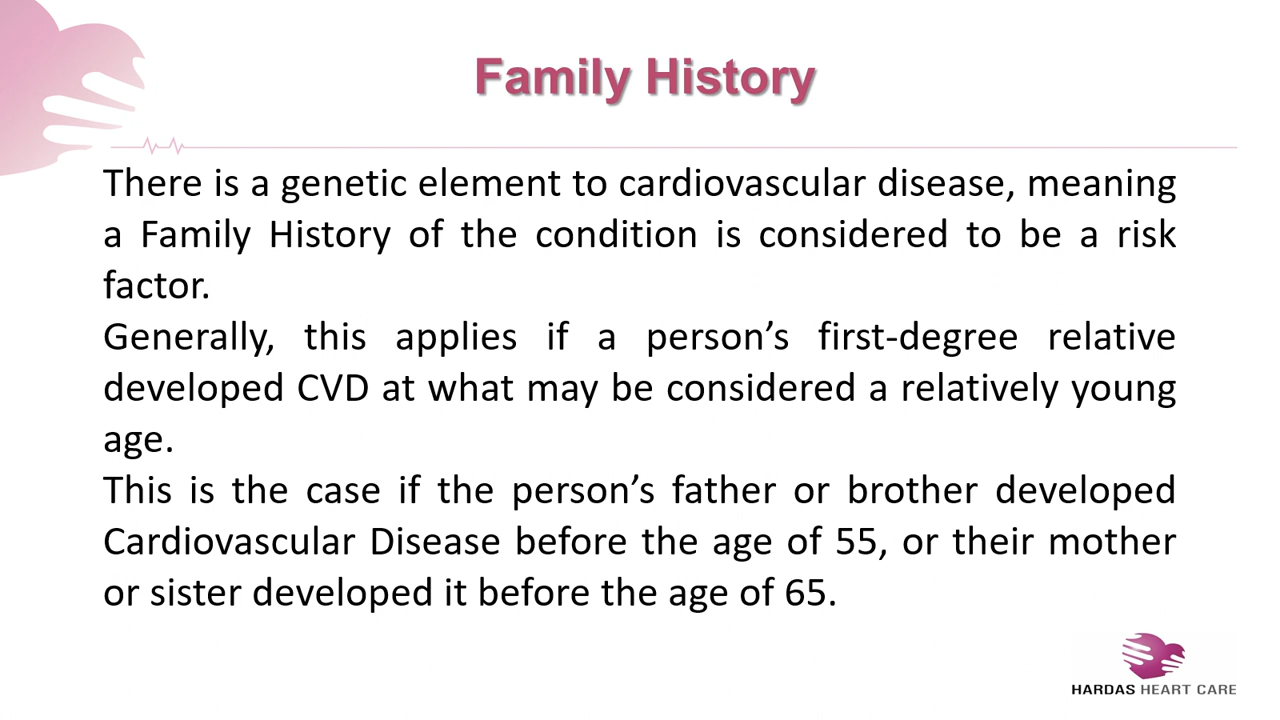 Family History
There is a genetic element to cardiovascular disease, meaning
a Family History of the condition is considered to be a risk
factor.
Generally, this applies if a person’s first-degree relative
developed CVD at what may be considered a relatively young
age.
This is the case if the person’s father or brother developed
Cardiovascular Disease before the age of 55, or their mother
or sister developed it before the age of 65.
HARDAS HEART CARE